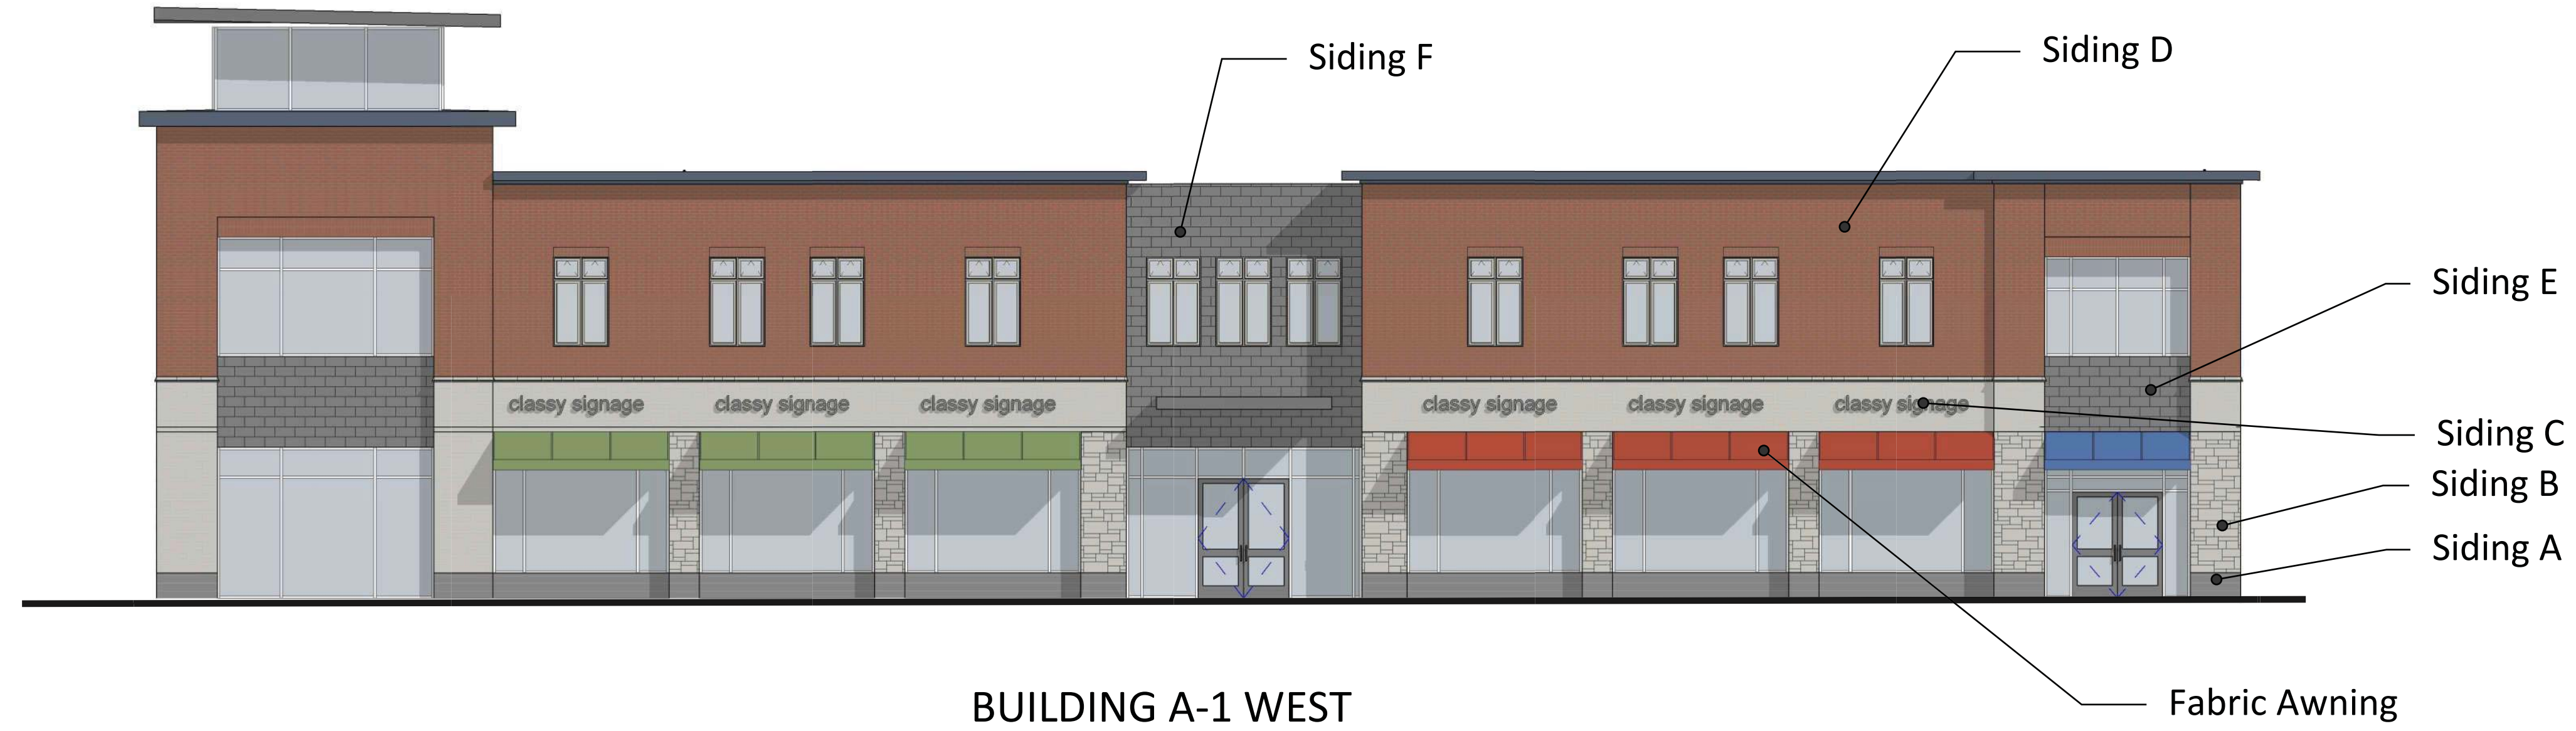 Siding F
Siding D
Siding E
classy signage classy signage classy signage classy signage classy signage classy signage
Siding C
Siding B
Siding A
Fabric Awning
BUILDING A-1 WEST